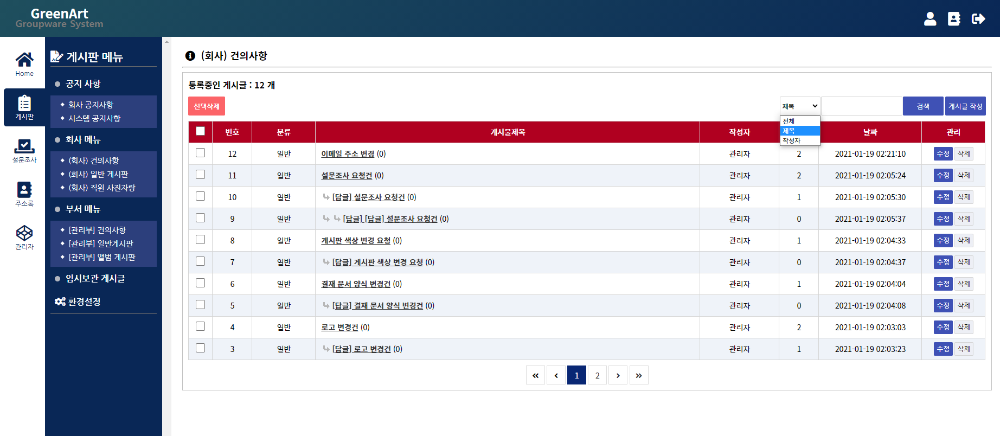 GreenArt
Groupware System
Home
게시판
설문조사
주소록
관리자
게시판 메뉴
공지 사항
회사 공지사항
시스템 공지사항
회사 메뉴
(회사) 건의사항
(회사) 일반 게시판
(회사) 직원 사진자랑
부서 메뉴
[관리부] 건의사항
[관리부] 일반게시판
[관리부] 앨범 게시판
임시보관 게시글
환경설정
(회사) 건의사항
등록중인 게시글 : 12 개
선택삭제 제목 검색 게시글 작성
전체
제목
작성자
번호 분류 게시물제목 작성자 날짜 관리
12 일반 이메일 주소 변경 (0) 관리자 2 2021-01-19 02:21:10 수정 삭제
11 일반 설문조사 요청건 (0) 관리자 2 2021-01-19 02:05:24 수정 삭제
10 일반 [답글] 설문조사 요청건 (0) 관리자 1 2021-01-19 02:05:30 수정 삭제
9 일반 [답글] [답글] 설문조사 요청건 (0) 관리자 0 2021-01-19 02:05:37 수정 삭제
8 일반 게시판 색상 변경 요청 (0) 관리자 1 2021-01-19 02:04:33 수정 삭제
7 일반 [답글] 게시판 색상 변경 요청 (0) 관리자 0 2021-01-19 02:04:37 수정 삭제
6 일반 결재 문서 양식 변경건 (0) 관리자 1 2021-01-19 02:04:04 수정 삭제
5 일반 [답글] 결재 문서 양식 변경건 (0) 관리자 0 2021-01-19 02:04:08 수정 삭제
4 일반 로고 변경건 (0) 관리자 2 2021-01-19 02:03:03 수정 삭제
3 일반 [답글] 로고 변경건 (0) 관리자 1 2021-01-19 02:03:23 수정 삭제
« ‹ 1 2 › »